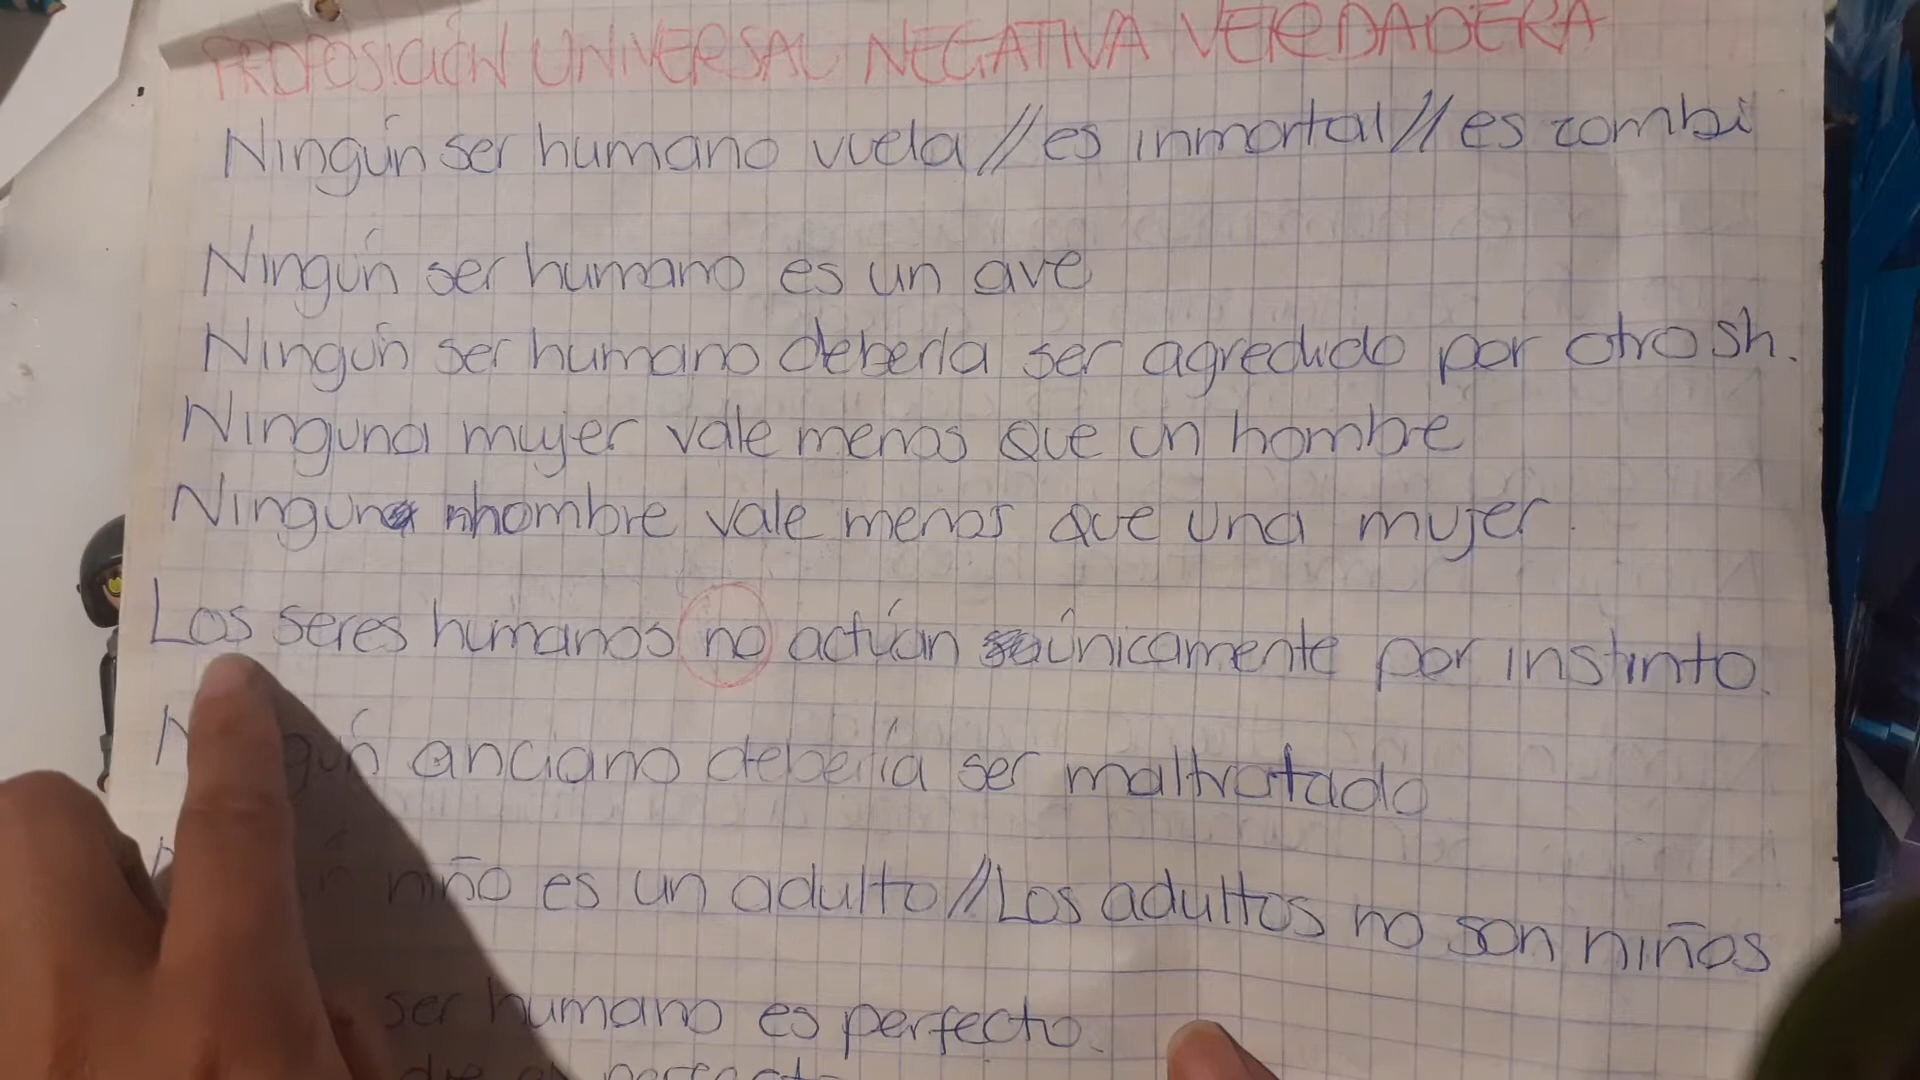 PROPOSICIÓN UNIVERSAL NEGATIVA VERDADERA
Ningún ser humano vuela // es inmortal // es zombi
Ningún ser humano es un ave
Ningún ser humano debería ser agredido por otro sh.
Ninguna mujer vale menos que un hombre
Ningun hombre vale menos que una mujer.
Los seres humanos no actúan únicamente por instinto.
anciano debería ser maltratado
niño es un adulto // Los adultos no son niños
ser humano es perfecto.